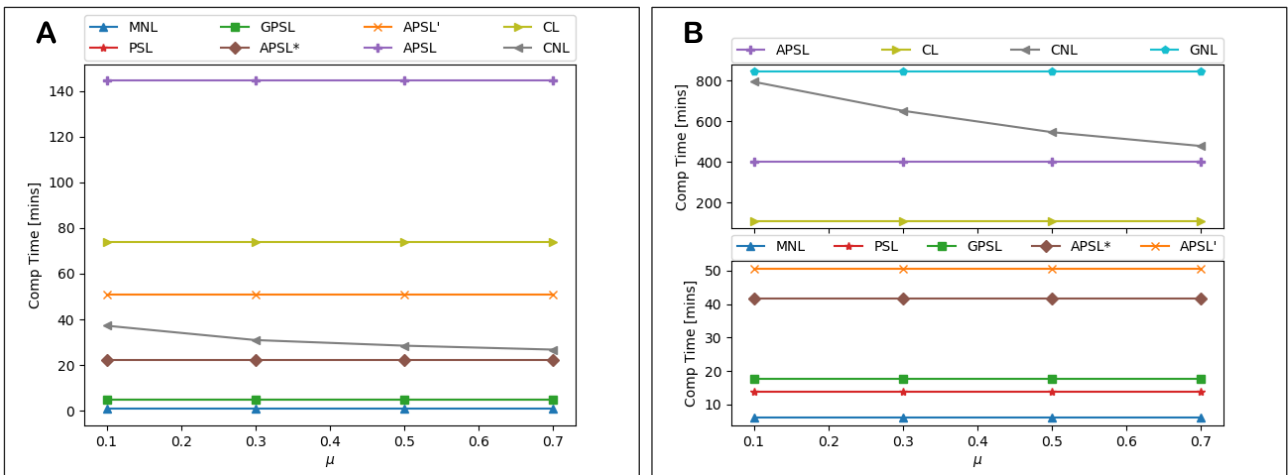 A
MNL GPSL APSL' CL
PSL APSL* APSL CNL
Comp Time [mins]
140
120
100
80
60
40
20
0
0.1 0.2 0.3 0.4 0.5 0.6 0.7
μ
B
APSL CL CNL GNL
Comp Time [mins]
800
600
400
200
MNL PSL GPSL APSL* APSL'
Comp Time [mins]
50
40
30
20
10
0.1 0.2 0.3 0.4 0.5 0.6 0.7
μ